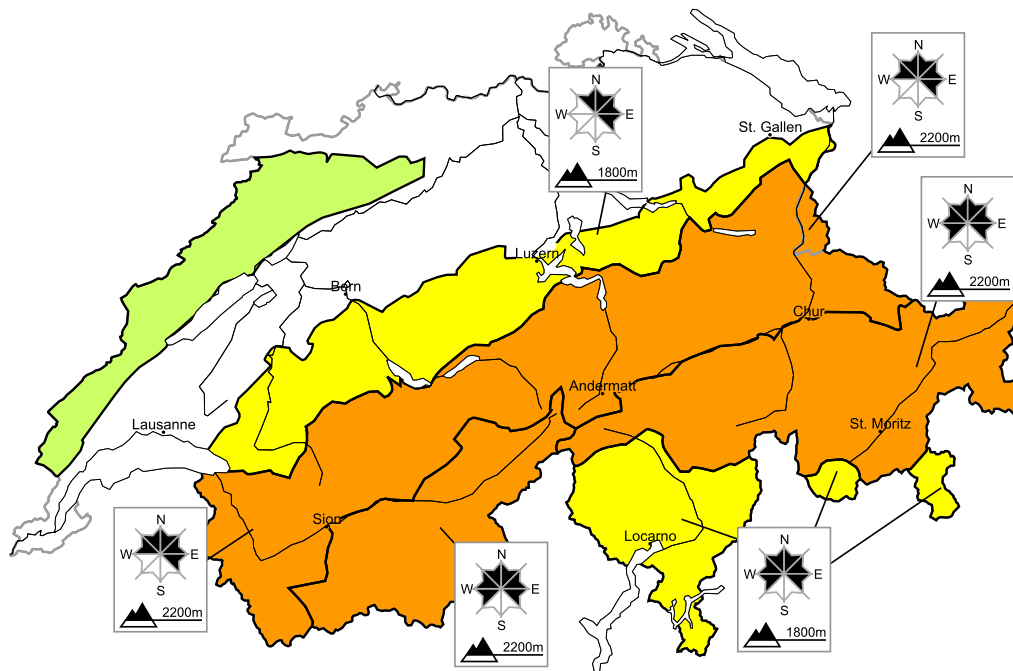 N
W E
S
2200m
N
W E
S
1800m
St. Gallen
N
W E
S
2200m
Luzern
Bern
Chur
Andermatt
Lausanne
St. Moritz
Sion
Locarno
N
W E
S
2200m
N
W E
S
2200m
N
W E
S
1800m